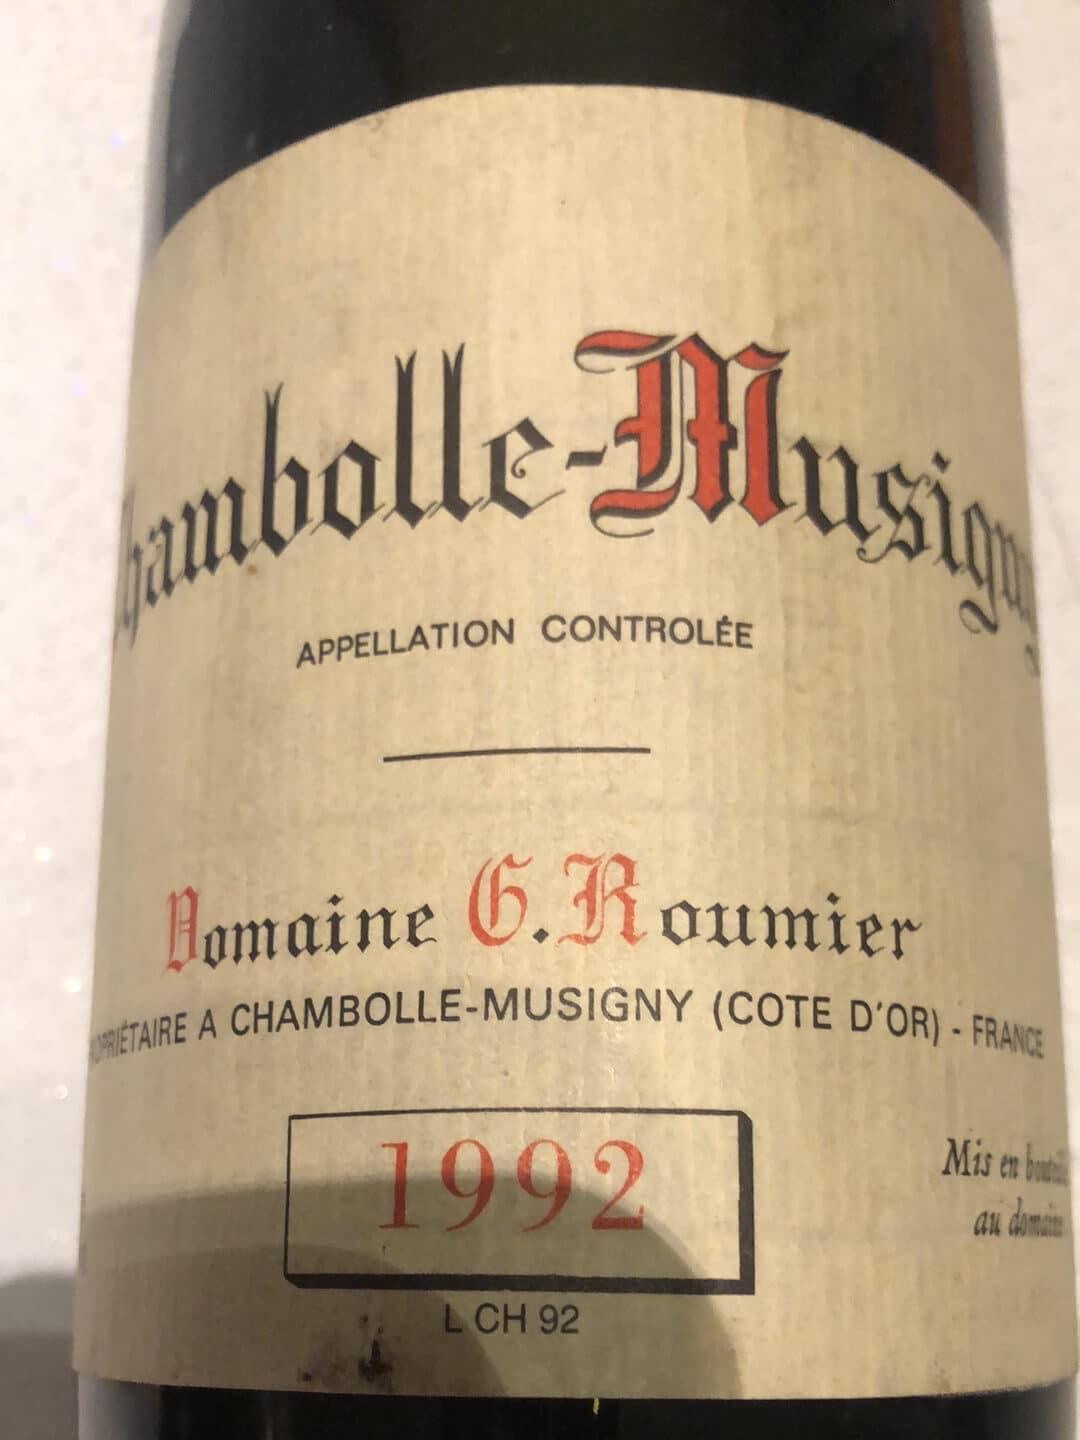 Chambolle-Musigny
APPELLATION CONTROLÉE
Domaine G. Roumier
PROPRIÉTAIRE A CHAMBOLLE-MUSIGNY (COTE D'OR) - FRANCE
1992
Mis en bouteille
au domaine
L CH 92